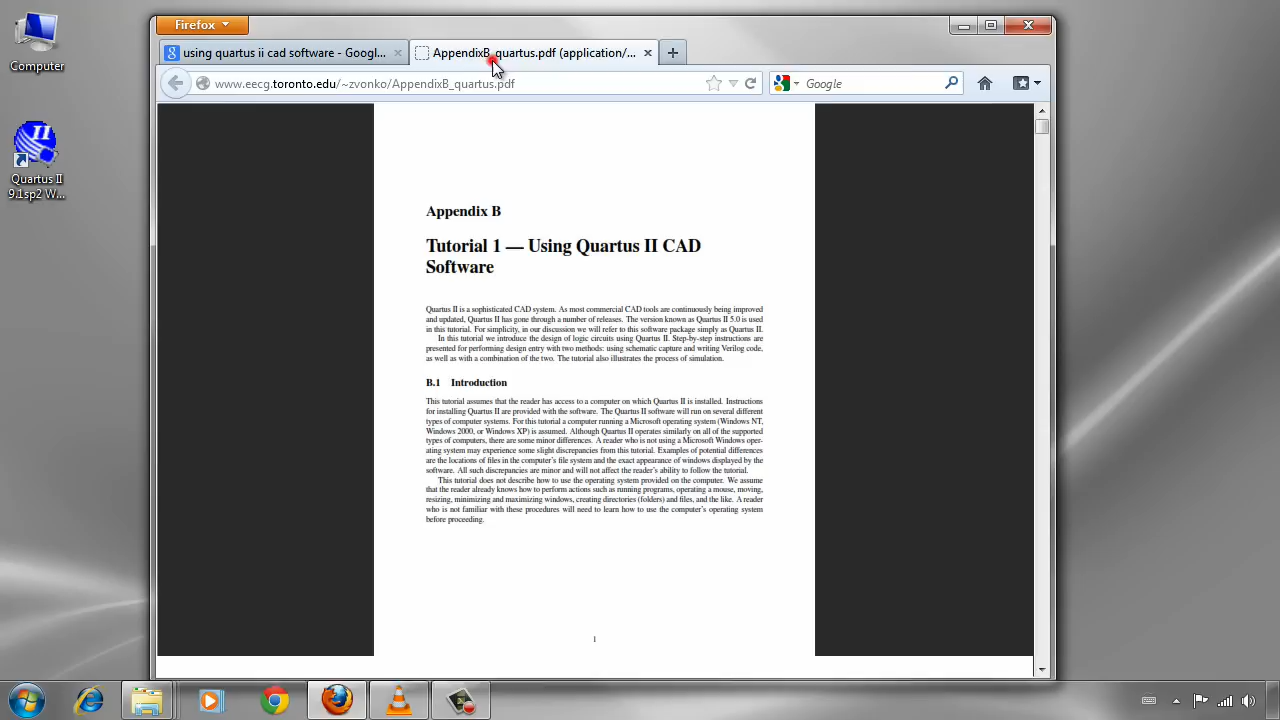 Firefox
Computer
using quartus ii cad software - Googl...
AppendixB_quartus.pdf (application/...
www.eecg.toronto.edu/~zvonko/AppendixB_quartus.pdf
Google
II
Quartus II
9.1sp2 W...
Appendix B
Tutorial 1 — Using Quartus II CAD
Software
Quartus II is a sophisticated CAD system. As most commercial CAD tools are continuously being improved
and updated, Quartus II has gone through a number of releases. The version known as Quartus II 5.0 is used
in this tutorial. For simplicity, in our discussion we will refer to this software package simply as Quartus II.
In this tutorial we introduce the design of logic circuits using Quartus II. Step-by-step instructions are
presented for performing design entry with two methods: using schematic capture and writing Verilog code,
as well as with a combination of the two. The tutorial also illustrates the process of simulation.
B.1 Introduction
This tutorial assumes that the reader has access to a computer on which Quartus II is installed. Instructions
for installing Quartus II are provided with the software. The Quartus II software will run on several different
types of computer systems. For this tutorial a computer running a Microsoft operating system (Windows NT,
Windows 2000, or Windows XP) is assumed. Although Quartus II operates similarly on all of the supported
types of computers, there are some minor differences. A reader who is not using a Microsoft Windows oper-
ating system may experience some slight discrepancies from this tutorial. Examples of potential differences
are the locations of files in the computer's file system and the exact appearance of windows displayed by the
software. All such discrepancies are minor and will not affect the reader's ability to follow the tutorial.
This tutorial does not describe how to use the operating system provided on the computer. We assume
that the reader already knows how to perform actions such as running programs, operating a mouse, moving,
resizing, minimizing and maximizing windows, creating directories (folders) and files, and the like. A reader
who is not familiar with these procedures will need to learn how to use the computer's operating system
before proceeding.
1